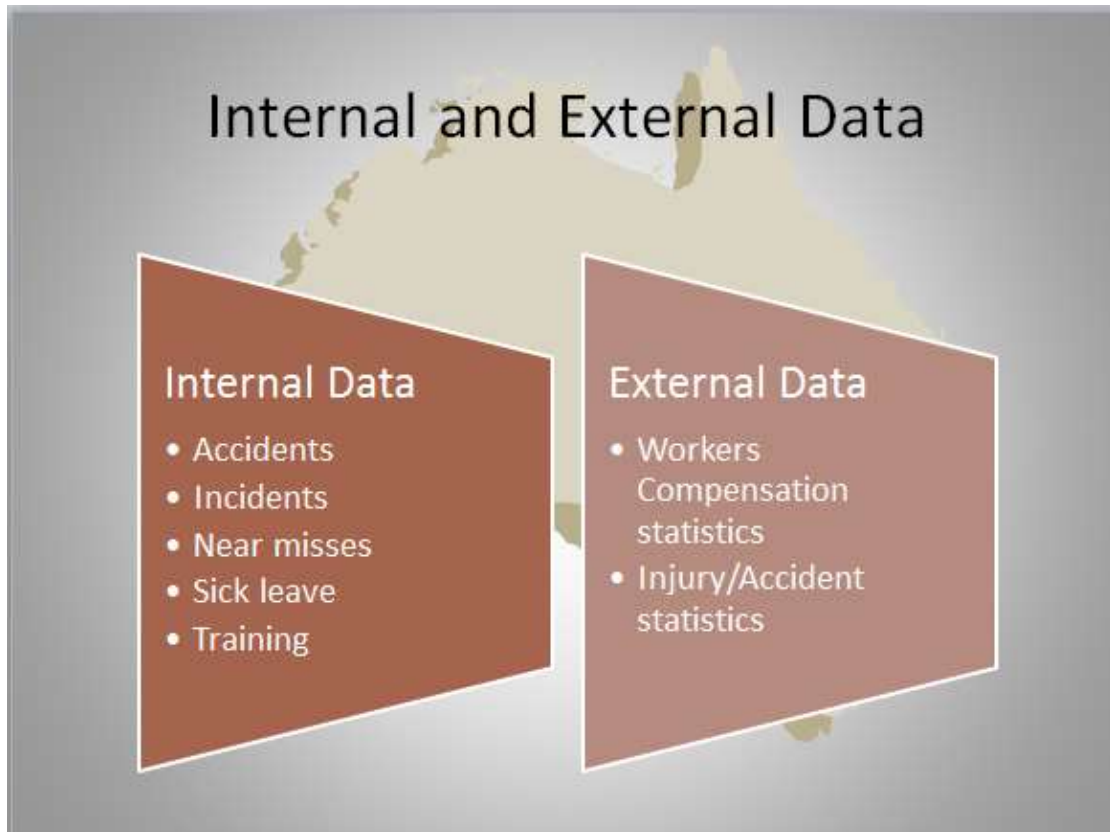 Internal and External Data
Internal Data
• Accidents
• Incidents
• Near misses
• Sick leave
• Training
External Data
• Workers
Compensation
statistics
• Injury/Accident
statistics